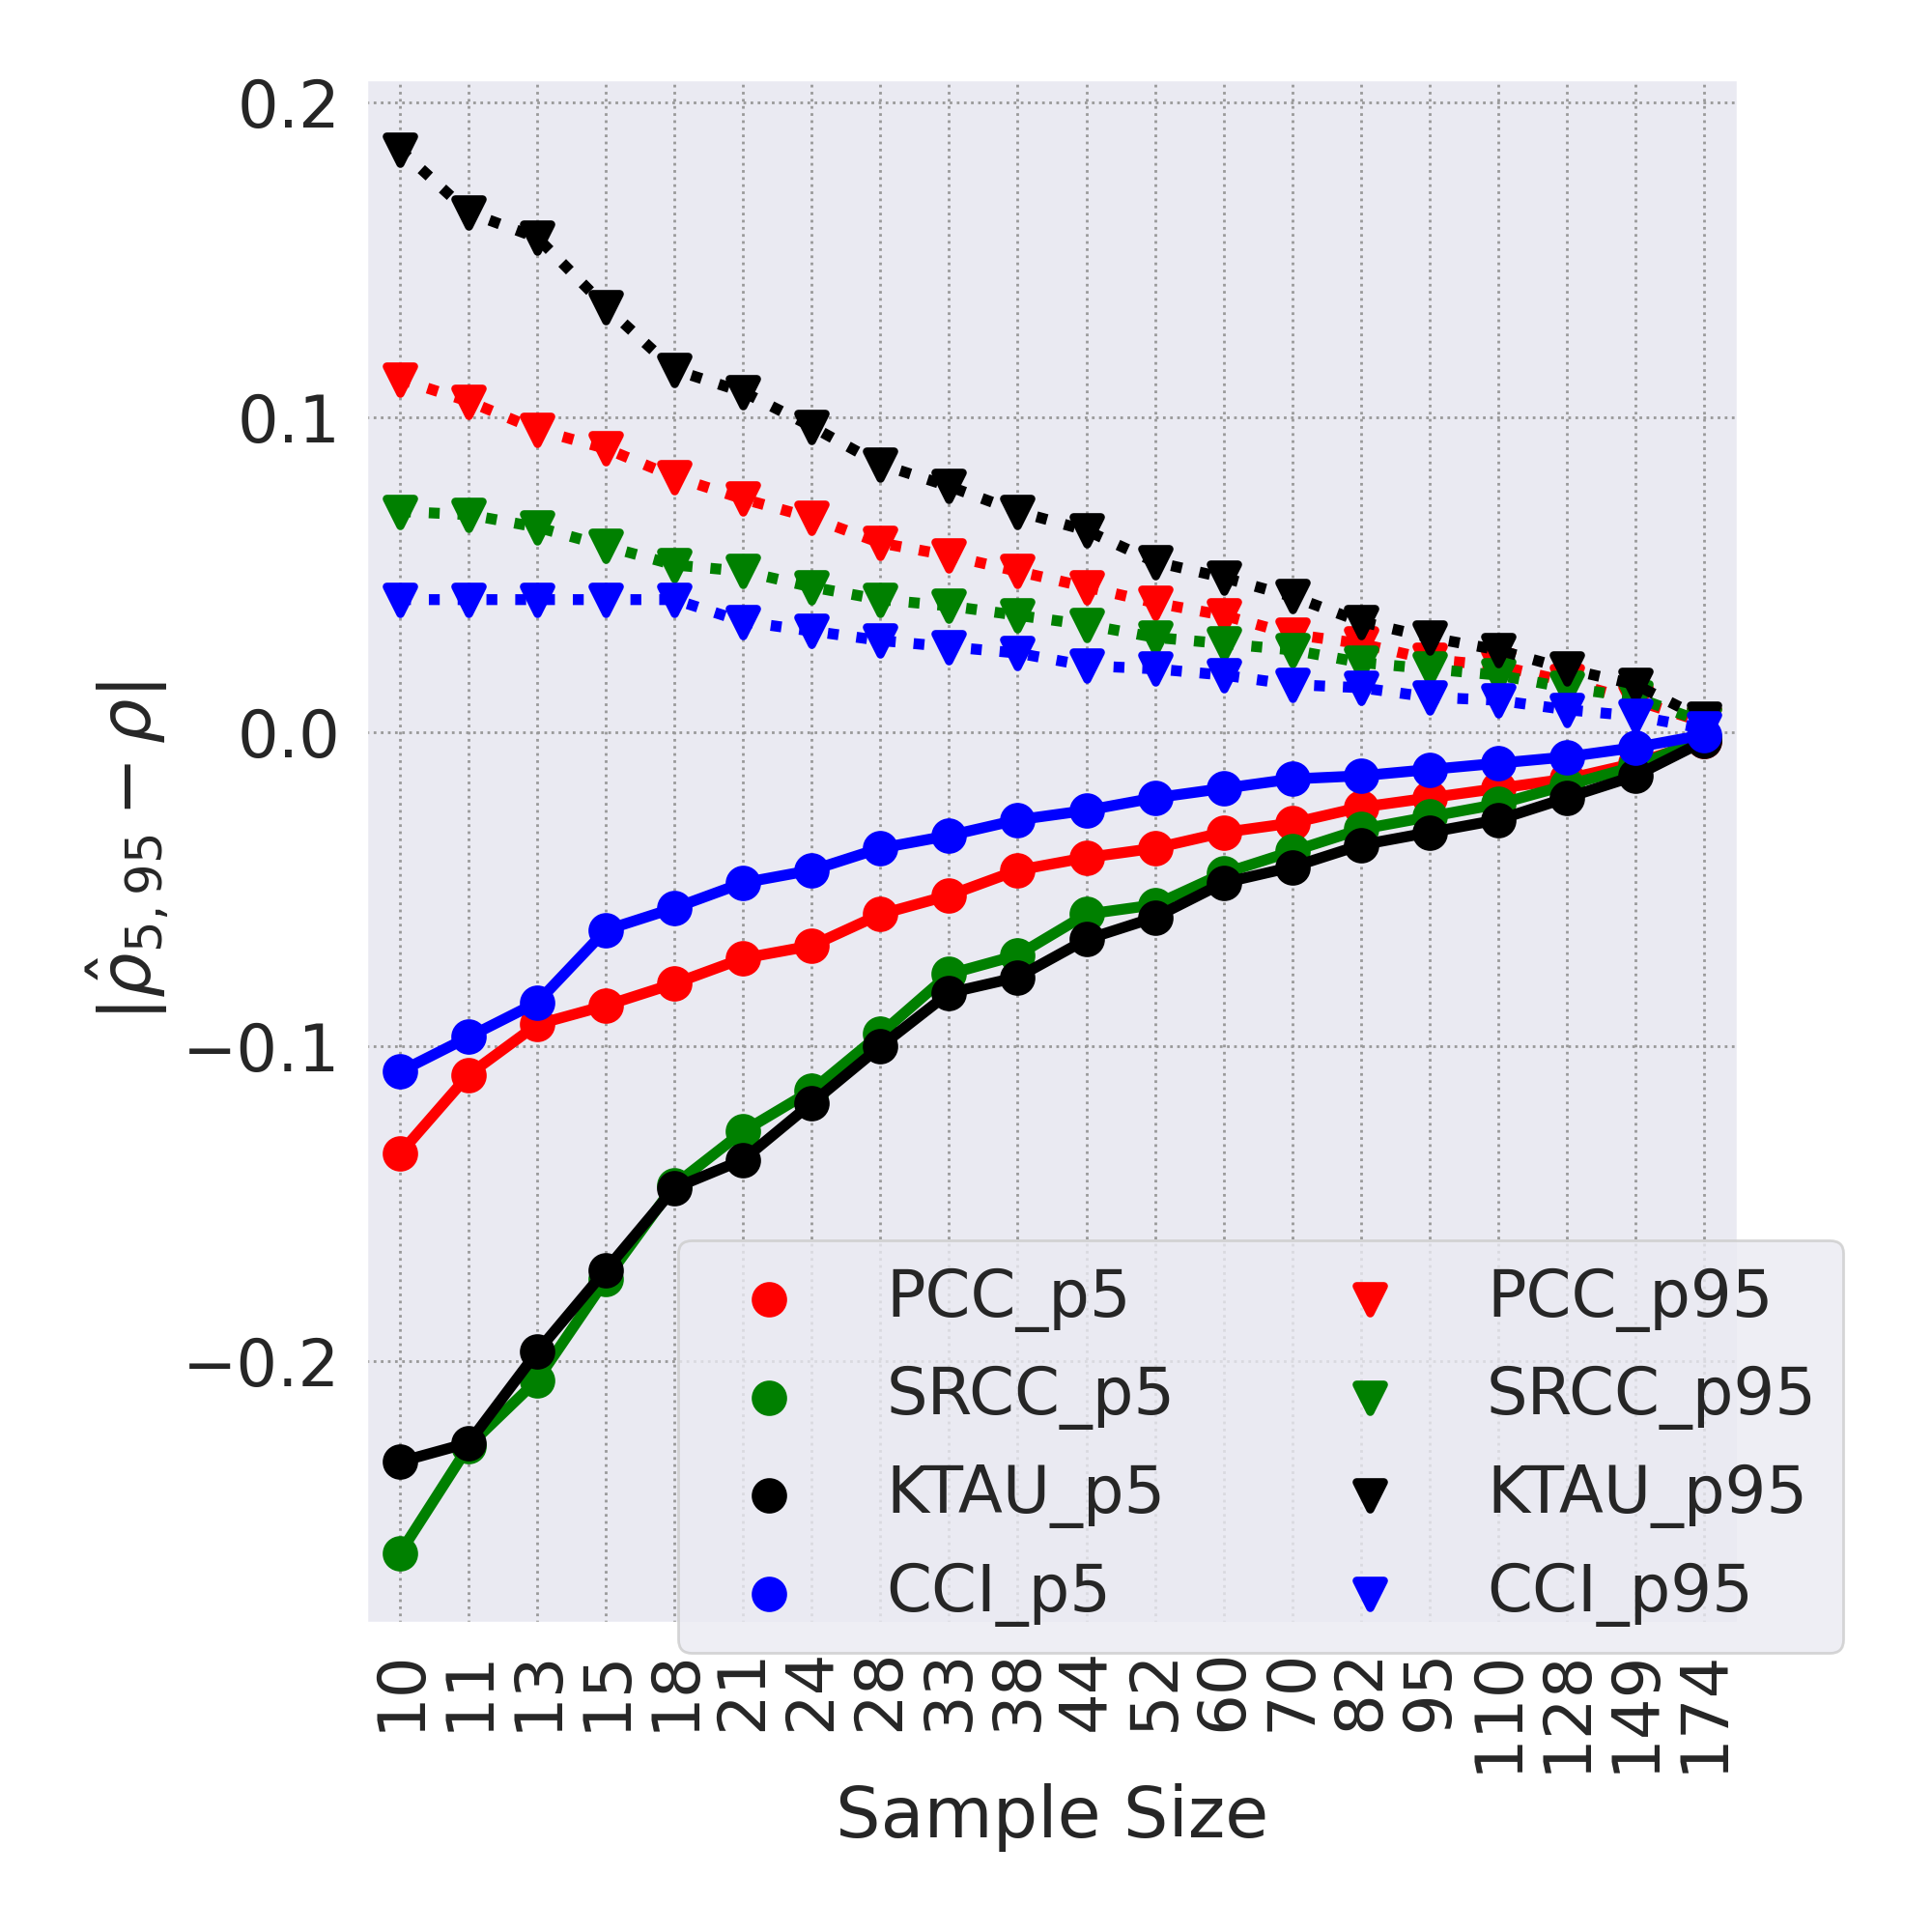 0.2
0.1
0.0
−0.1
−0.2
|ρ̂5,95 − ρ|
PCC_p5 PCC_p95
SRCC_p5 SRCC_p95
KTAU_p5 KTAU_p95
CCI_p5 CCI_p95
10 11 13 15 18 21 24 28 33 38 44 52 60 70 82 95 110 128 149 174
Sample Size